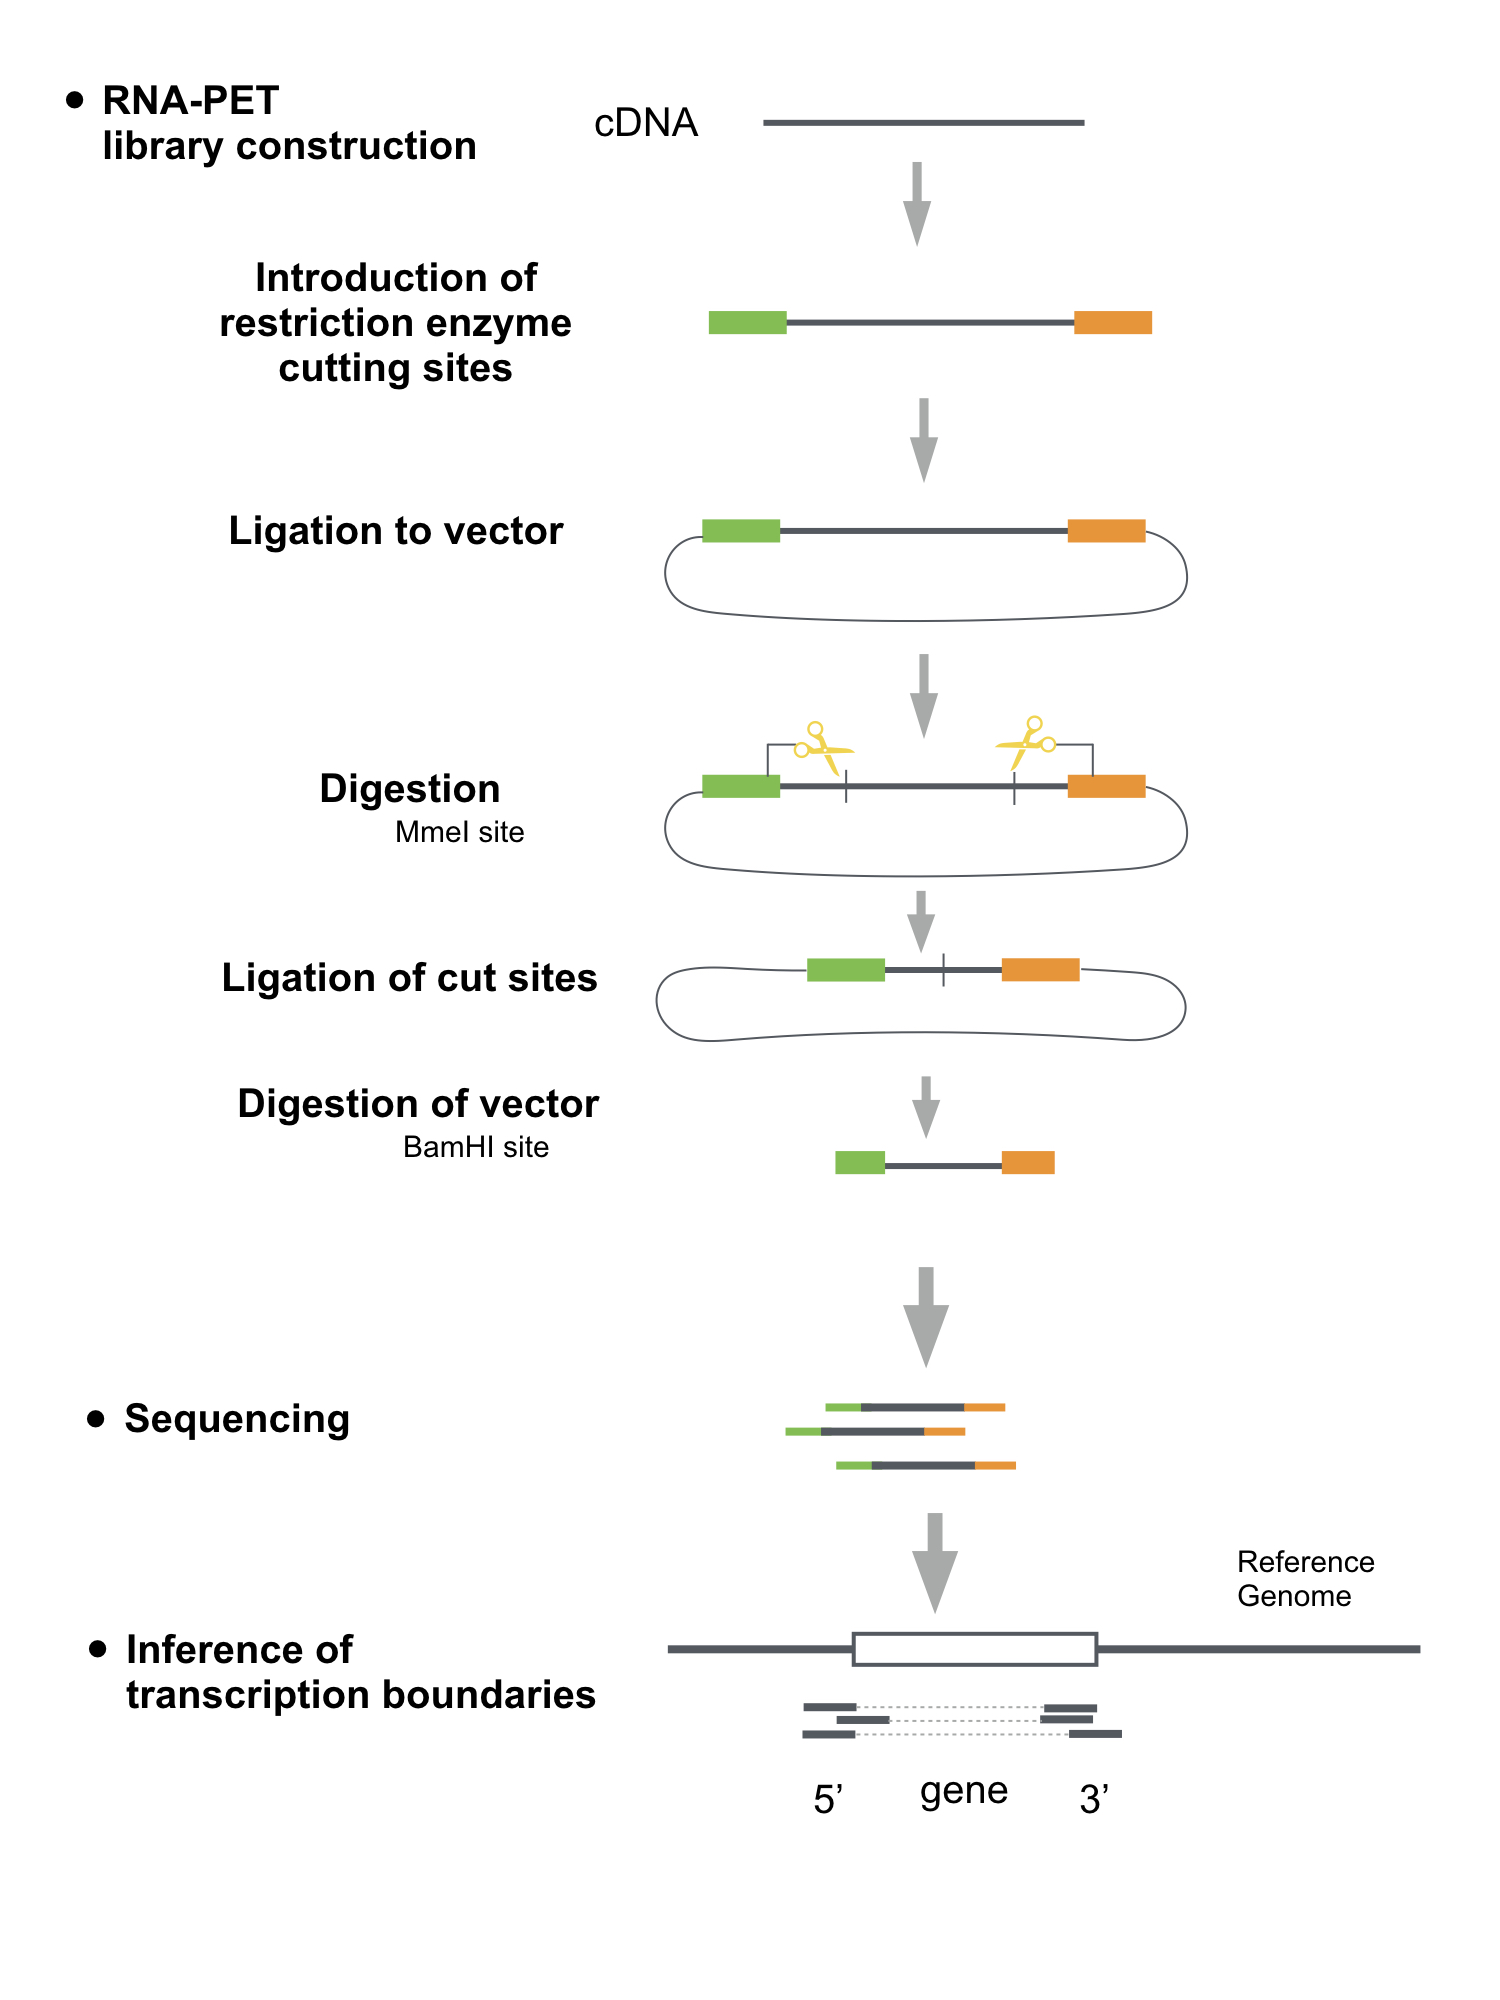 • RNA-PET
library construction
cDNA
Introduction of
restriction enzyme
cutting sites
Ligation to vector
Digestion
MmeI site
Ligation of cut sites
Digestion of vector
BamHI site
• Sequencing
Reference
Genome
• Inference of
transcription boundaries
5’ gene 3’